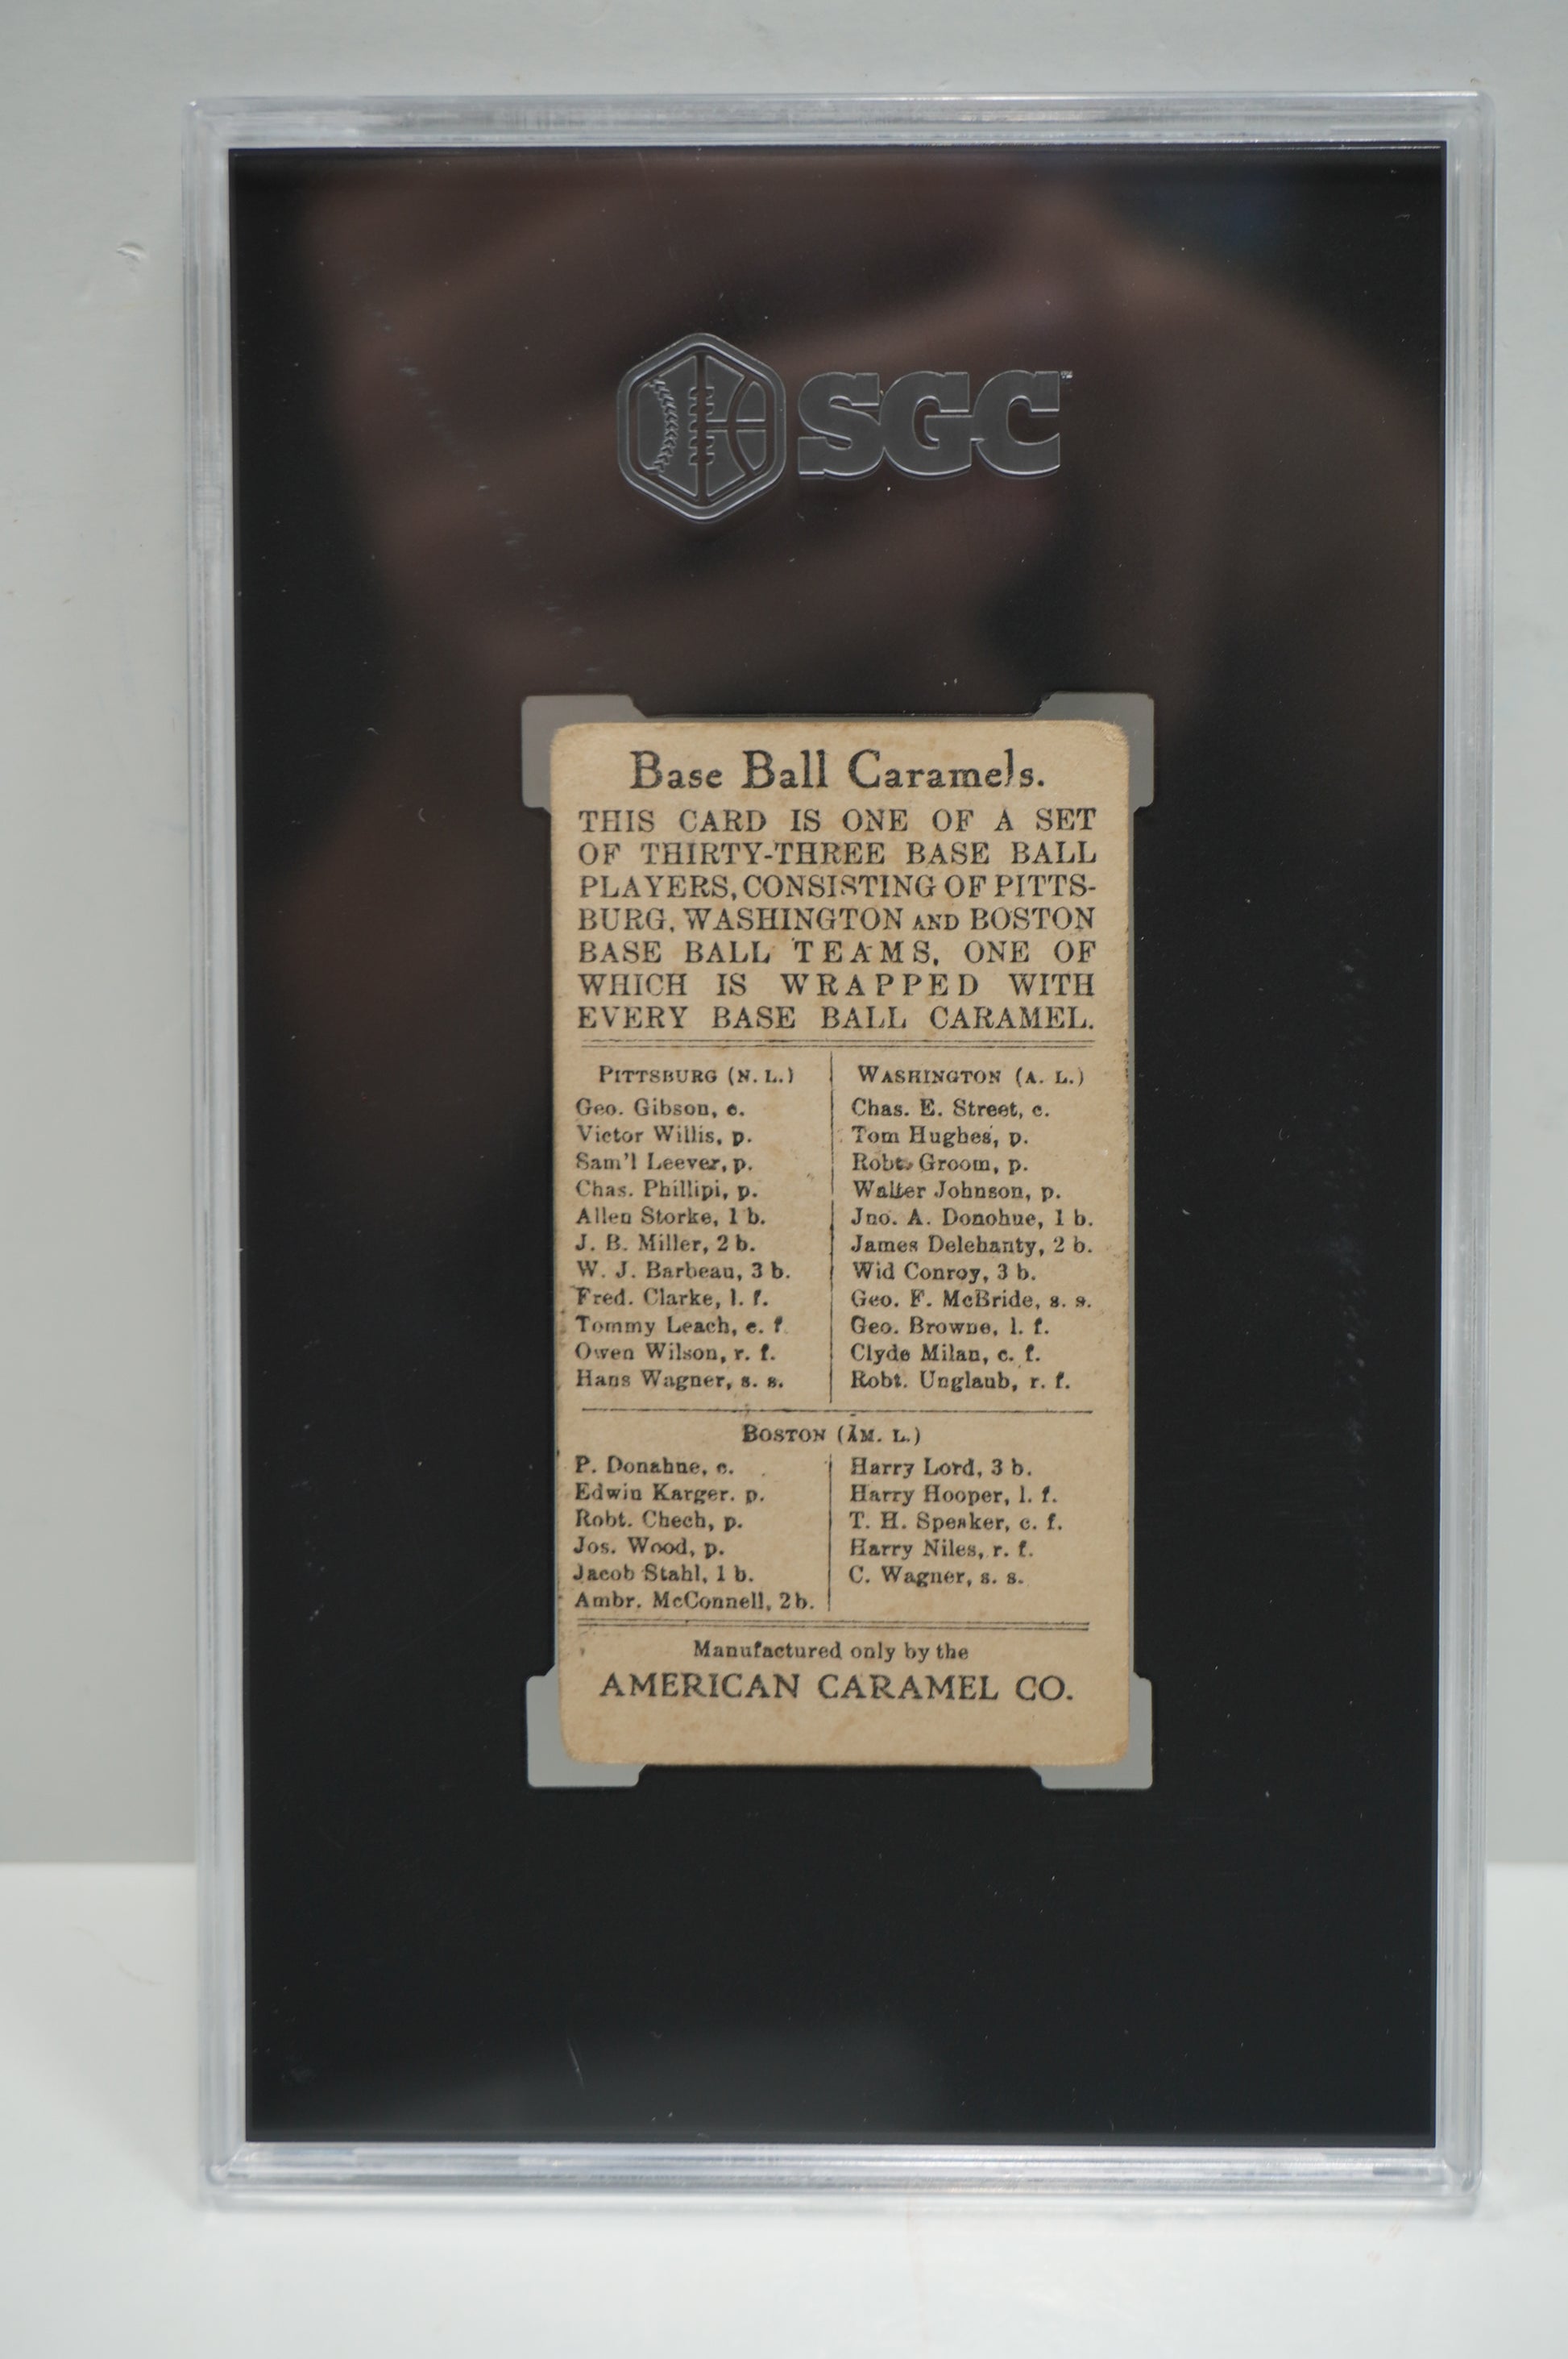 SGC™
Base Ball Caramels.
THIS CARD IS ONE OF A SET
OF THIRTY-THREE BASE BALL
PLAYERS, CONSISTING OF PITTS-
BURG, WASHINGTON AND BOSTON
BASE BALL TEAMS, ONE OF
WHICH IS WRAPPED WITH
EVERY BASE BALL CARAMEL.
PITTSBURG (N. L.)
Geo. Gibson, c.
Victor Willis, p.
Sam'l Leever, p.
Chas. Phillipi, p.
Allen Storke, 1 b.
J. B. Miller, 2 b.
W. J. Barbeau, 3 b.
Fred. Clarke, l. f.
Tommy Leach, c. f.
Owen Wilson, r. f.
Hans Wagner, s. s.
WASHINGTON (A. L.)
Chas. E. Street, c.
Tom Hughes, p.
Robt. Groom, p.
Walter Johnson, p.
Jno. A. Donohue, 1 b.
James Delehanty, 2 b.
Wid Conroy, 3 b.
Geo. F. McBride, s. s.
Geo. Browne, l. f.
Clyde Milan, c. f.
Robt. Unglaub, r. f.
BOSTON (AM. L.)
P. Donahue, c.
Edwin Karger. p.
Robt. Chech, p.
Jos. Wood, p.
Jacob Stahl, 1 b.
Ambr. McConnell, 2 b.
Harry Lord, 3 b.
Harry Hooper, l. f.
T. H. Speaker, c. f.
Harry Niles, r. f.
C. Wagner, s. s.
Manufactured only by the
AMERICAN CARAMEL CO.